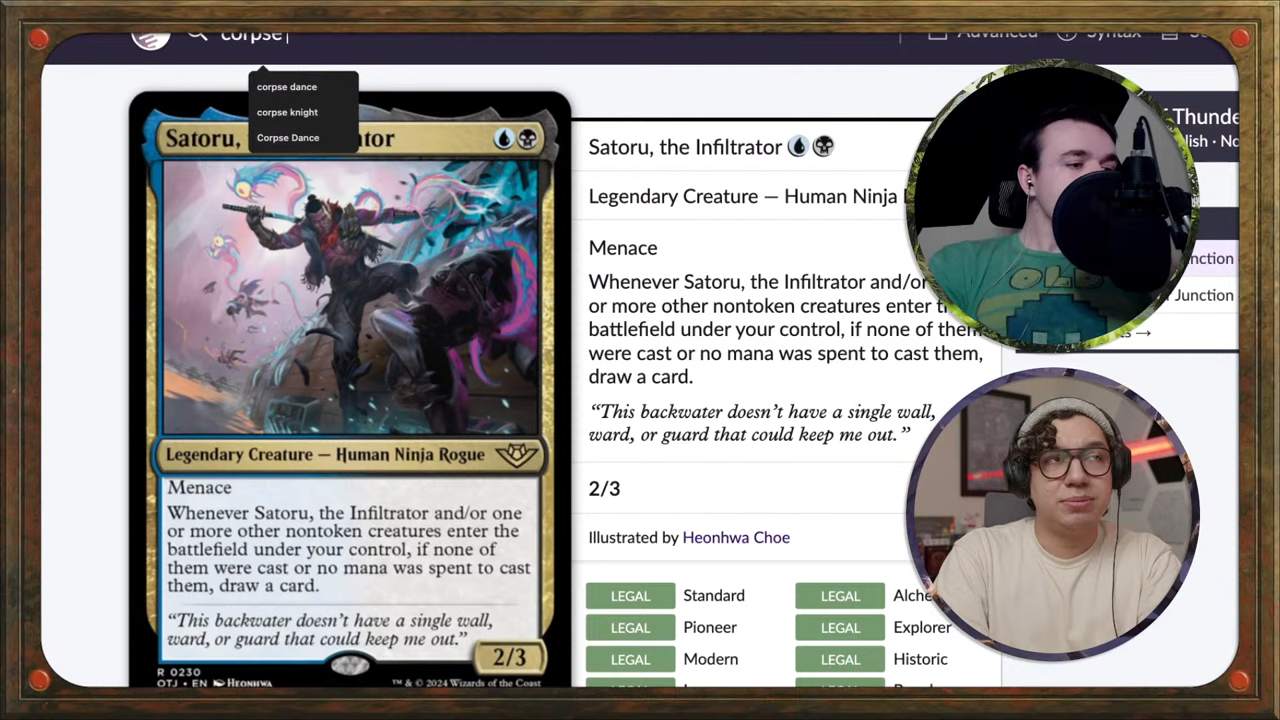 corpse
Advanced
Syntax
corpse dance
corpse knight
Corpse Dance
Satoru,
Satoru, the Infiltrator
Legendary Creature — Human Ninja
Menace
Whenever Satoru, the Infiltrator and/or
or more other nontoken creatures enter
battlefield under your control, if none of them
were cast or no mana was spent to cast them,
draw a card.
“This backwater doesn’t have a single wall,
ward, or guard that could keep me out.”
2/3
Illustrated by Heonhwa Choe
LEGAL Standard LEGAL
LEGAL Pioneer LEGAL Explorer
LEGAL Modern LEGAL Historic
Legendary Creature — Human Ninja Rogue
Menace
Whenever Satoru, the Infiltrator and/or one
or more other nontoken creatures enter the
battlefield under your control, if none of
them were cast or no mana was spent to cast
them, draw a card.
“This backwater doesn’t have a single wall,
ward, or guard that could keep me out.”
2/3
R 0230
OTJ • EN Heonhwa
™ & © 2024 Wizards of the Coast
Thunde
lish
Junction
OLD